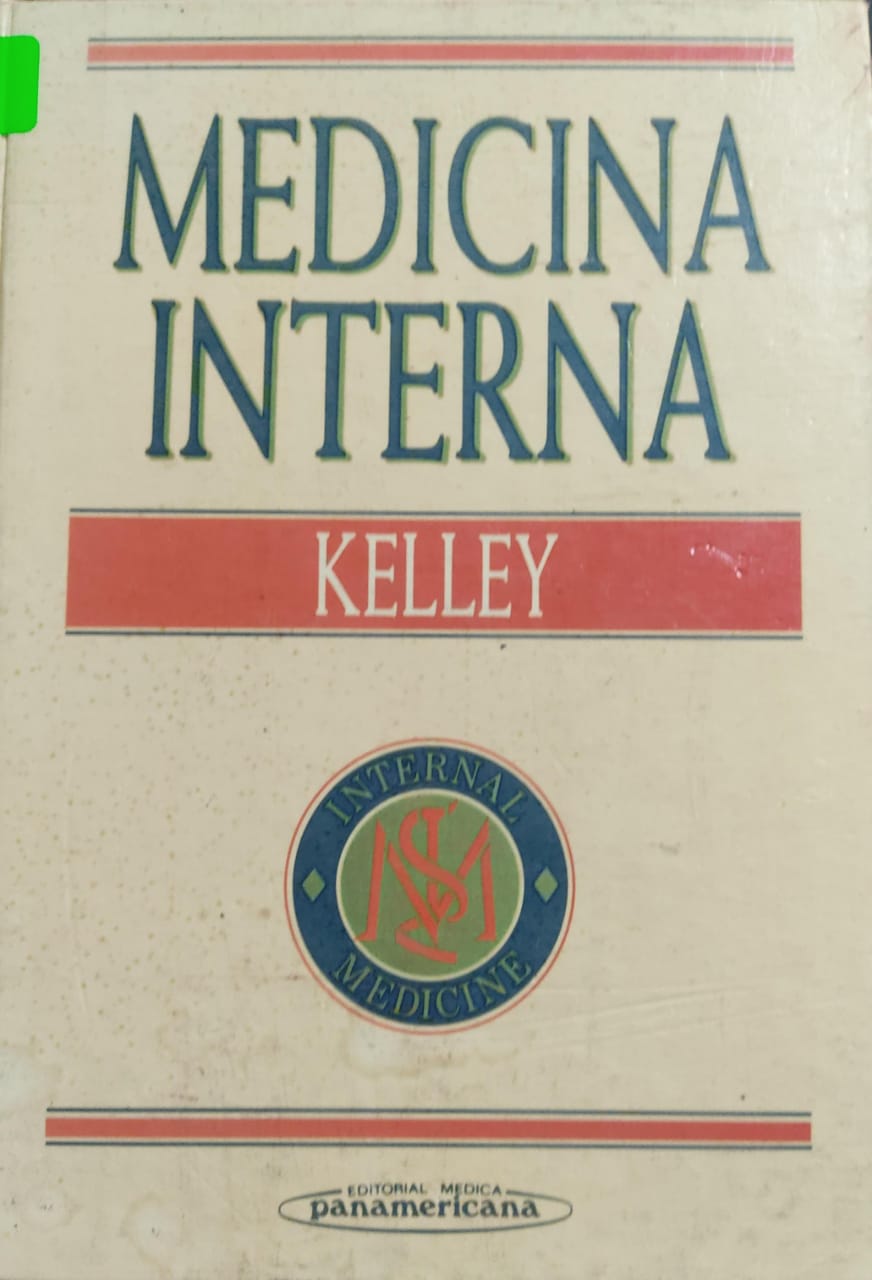 MEDICINA
INTERNA
KELLEY
INTERNAL
MEDICINE
EDITORIAL MEDICA
panamericana